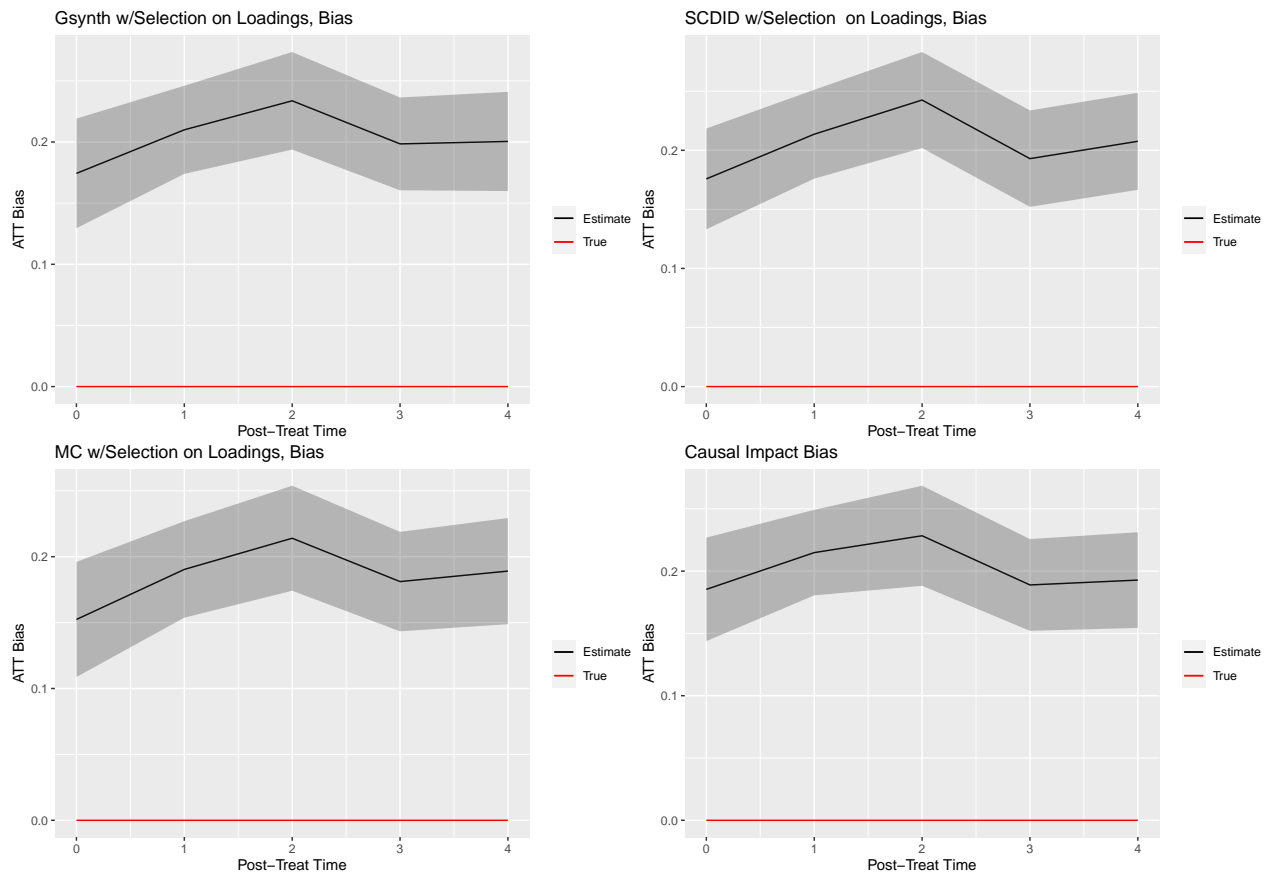 Gsynth w/Selection on Loadings, Bias
ATT Bias
0.2
0.1
0.0
0 1 2 3 4
Post−Treat Time
Estimate
True
SCDID w/Selection  on Loadings, Bias
ATT Bias
0.2
0.1
0.0
0 1 2 3 4
Post−Treat Time
Estimate
True
MC w/Selection on Loadings, Bias
ATT Bias
0.2
0.1
0.0
0 1 2 3 4
Post−Treat Time
Estimate
True
Causal Impact Bias
ATT Bias
0.2
0.1
0.0
0 1 2 3 4
Post−Treat Time
Estimate
True